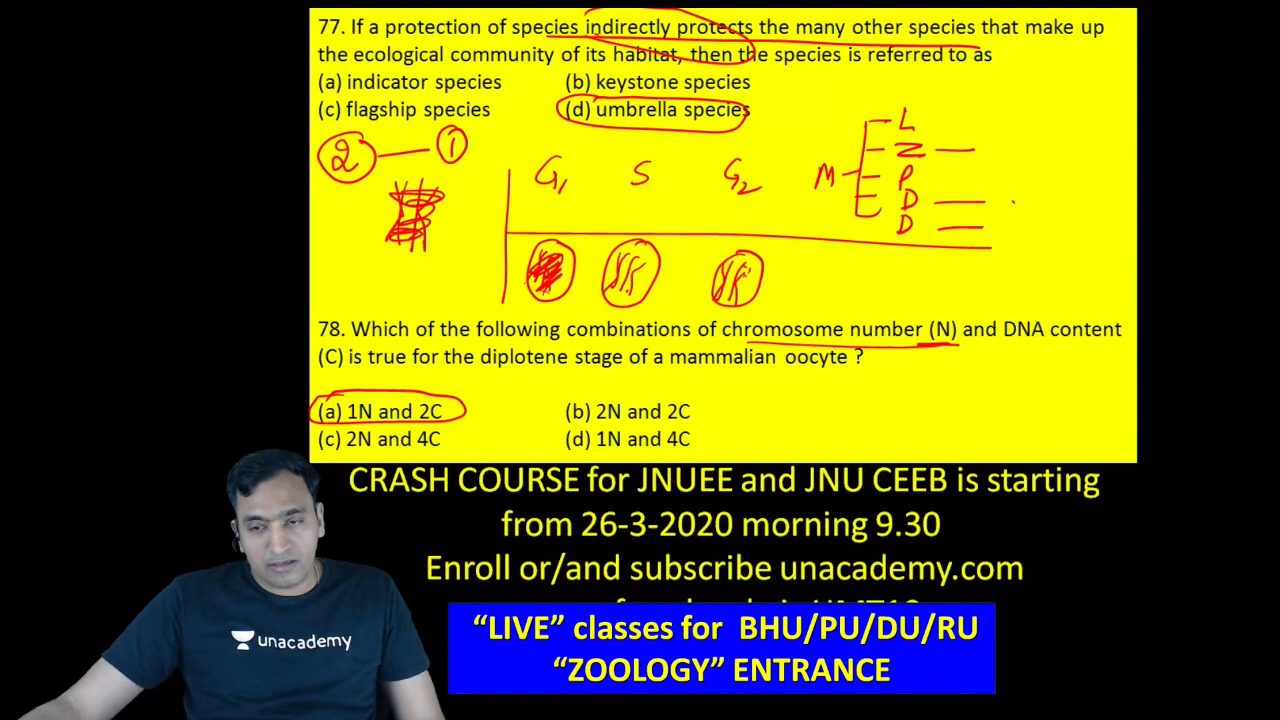 77. If a protection of species indirectly protects the many other species that make up
the ecological community of its habitat, then the species is referred to as
(a) indicator species (b) keystone species
(c) flagship species (d) umbrella species
2 1
G1 S G2 M L
Z
P
D
D
78. Which of the following combinations of chromosome number (N) and DNA content
(C) is true for the diplotene stage of a mammalian oocyte ?
(a) 1N and 2C (b) 2N and 2C
(c) 2N and 4C (d) 1N and 4C
CRASH COURSE for JNUEE and JNU CEEB is starting
from 26-3-2020 morning 9.30
Enroll or/and subscribe unacademy.com
unacademy
“LIVE” classes for BHU/PU/DU/RU
“ZOOLOGY” ENTRANCE